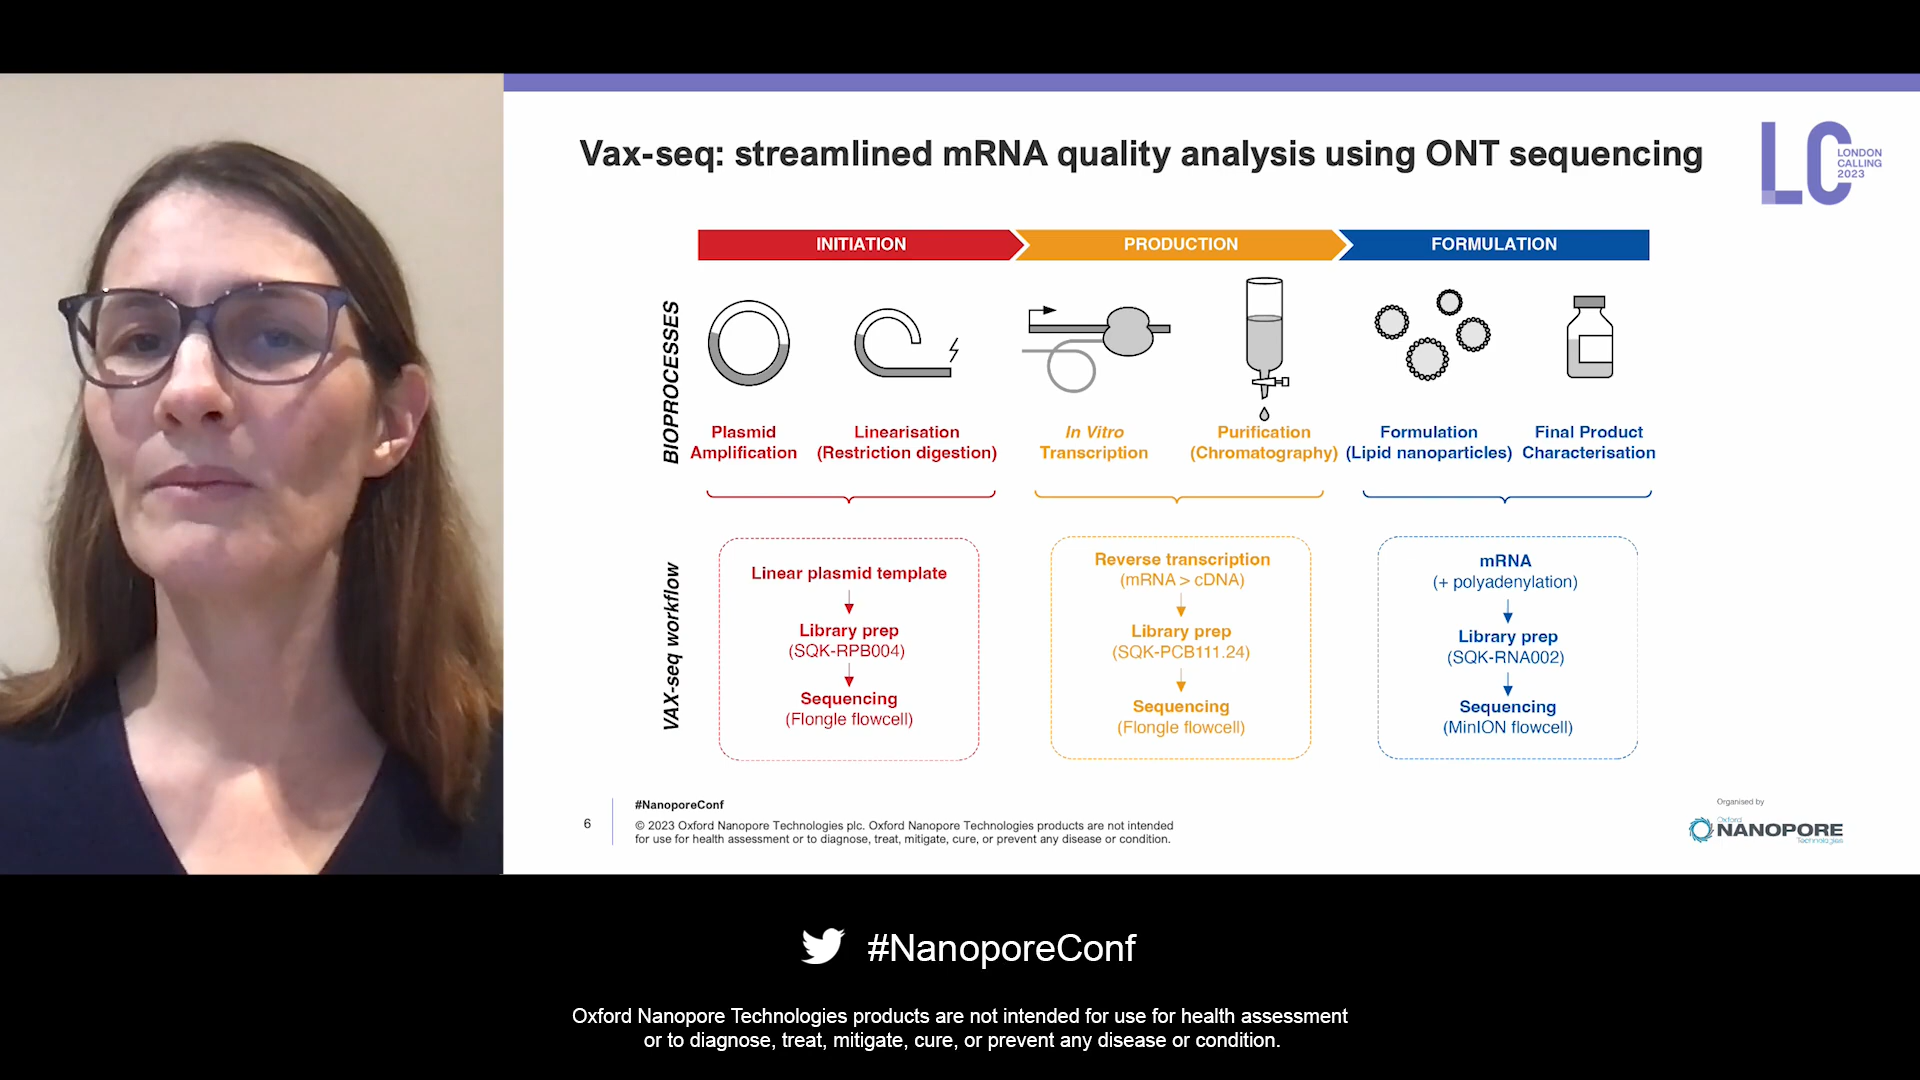 Vax-seq: streamlined mRNA quality analysis using ONT sequencing
LONDON
CALLING
2023
LC
INITIATION
PRODUCTION
FORMULATION
BIOPROCESSES
Plasmid
Amplification
Linearisation
(Restriction digestion)
In Vitro
Transcription
Purification
(Chromatography)
Formulation
(Lipid nanoparticles)
Final Product
Characterisation
VAX-seq workflow
Linear plasmid template
Library prep
(SQK-RPB004)
Sequencing
(Flongle flowcell)
Reverse transcription
(mRNA > cDNA)
Library prep
(SQK-PCB111.24)
Sequencing
(Flongle flowcell)
mRNA
(+ polyadenylation)
Library prep
(SQK-RNA002)
Sequencing
(MinION flowcell)
6
#NanoporeConf
© 2023 Oxford Nanopore Technologies plc. Oxford Nanopore Technologies products are not intended
for use for health assessment or to diagnose, treat, mitigate, cure, or prevent any disease or condition.
Organised by
Oxford
NANOPORE
Technologies
#NanoporeConf
Oxford Nanopore Technologies products are not intended for use for health assessment
or to diagnose, treat, mitigate, cure, or prevent any disease or condition.